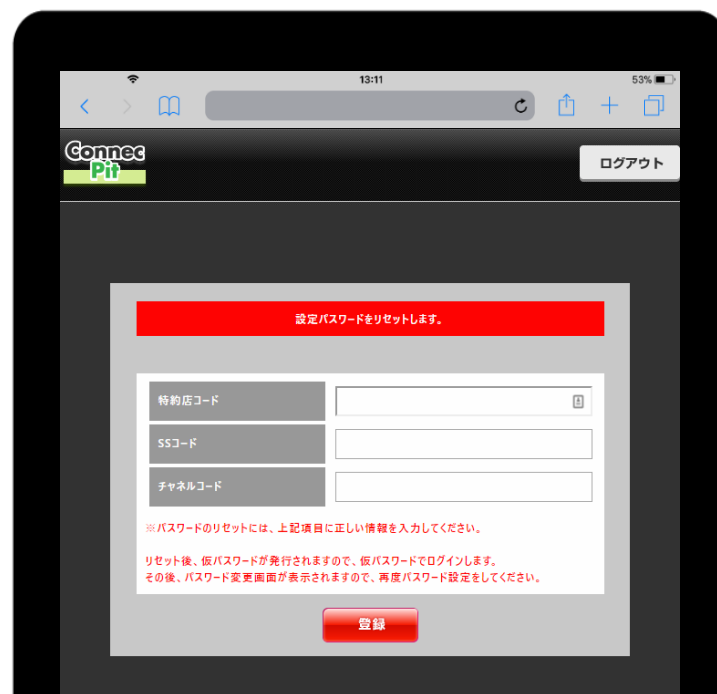 13:11
53%
Connec
Pit
ログアウト
設定パスワードをリセットします。
特約店コード
SSコード
チャネルコード
※パスワードのリセットには、上記項目に正しい情報を入力してください。
リセット後、仮パスワードが発行されますので、仮パスワードでログインします。
その後、パスワード変更画面が表示されますので、再度パスワード設定をしてください。
登録